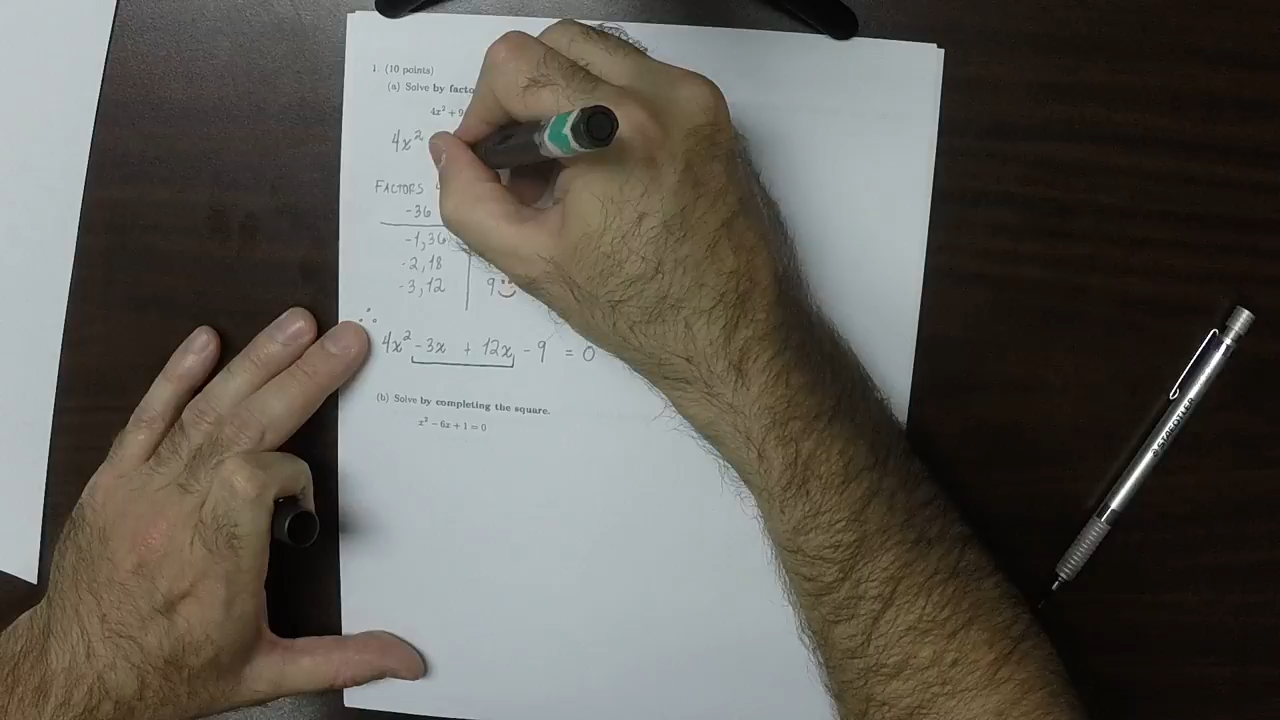 1. (10 points)
(a) Solve by
4x² + 9
4x²
FACTORS
-36
-1, 36
-2, 18
-3, 12 | 9
∴ 4x² - 3x + 12x - 9 = 0
(b) Solve by completing the square.
x² - 6x + 1 = 0
STAEDTLER